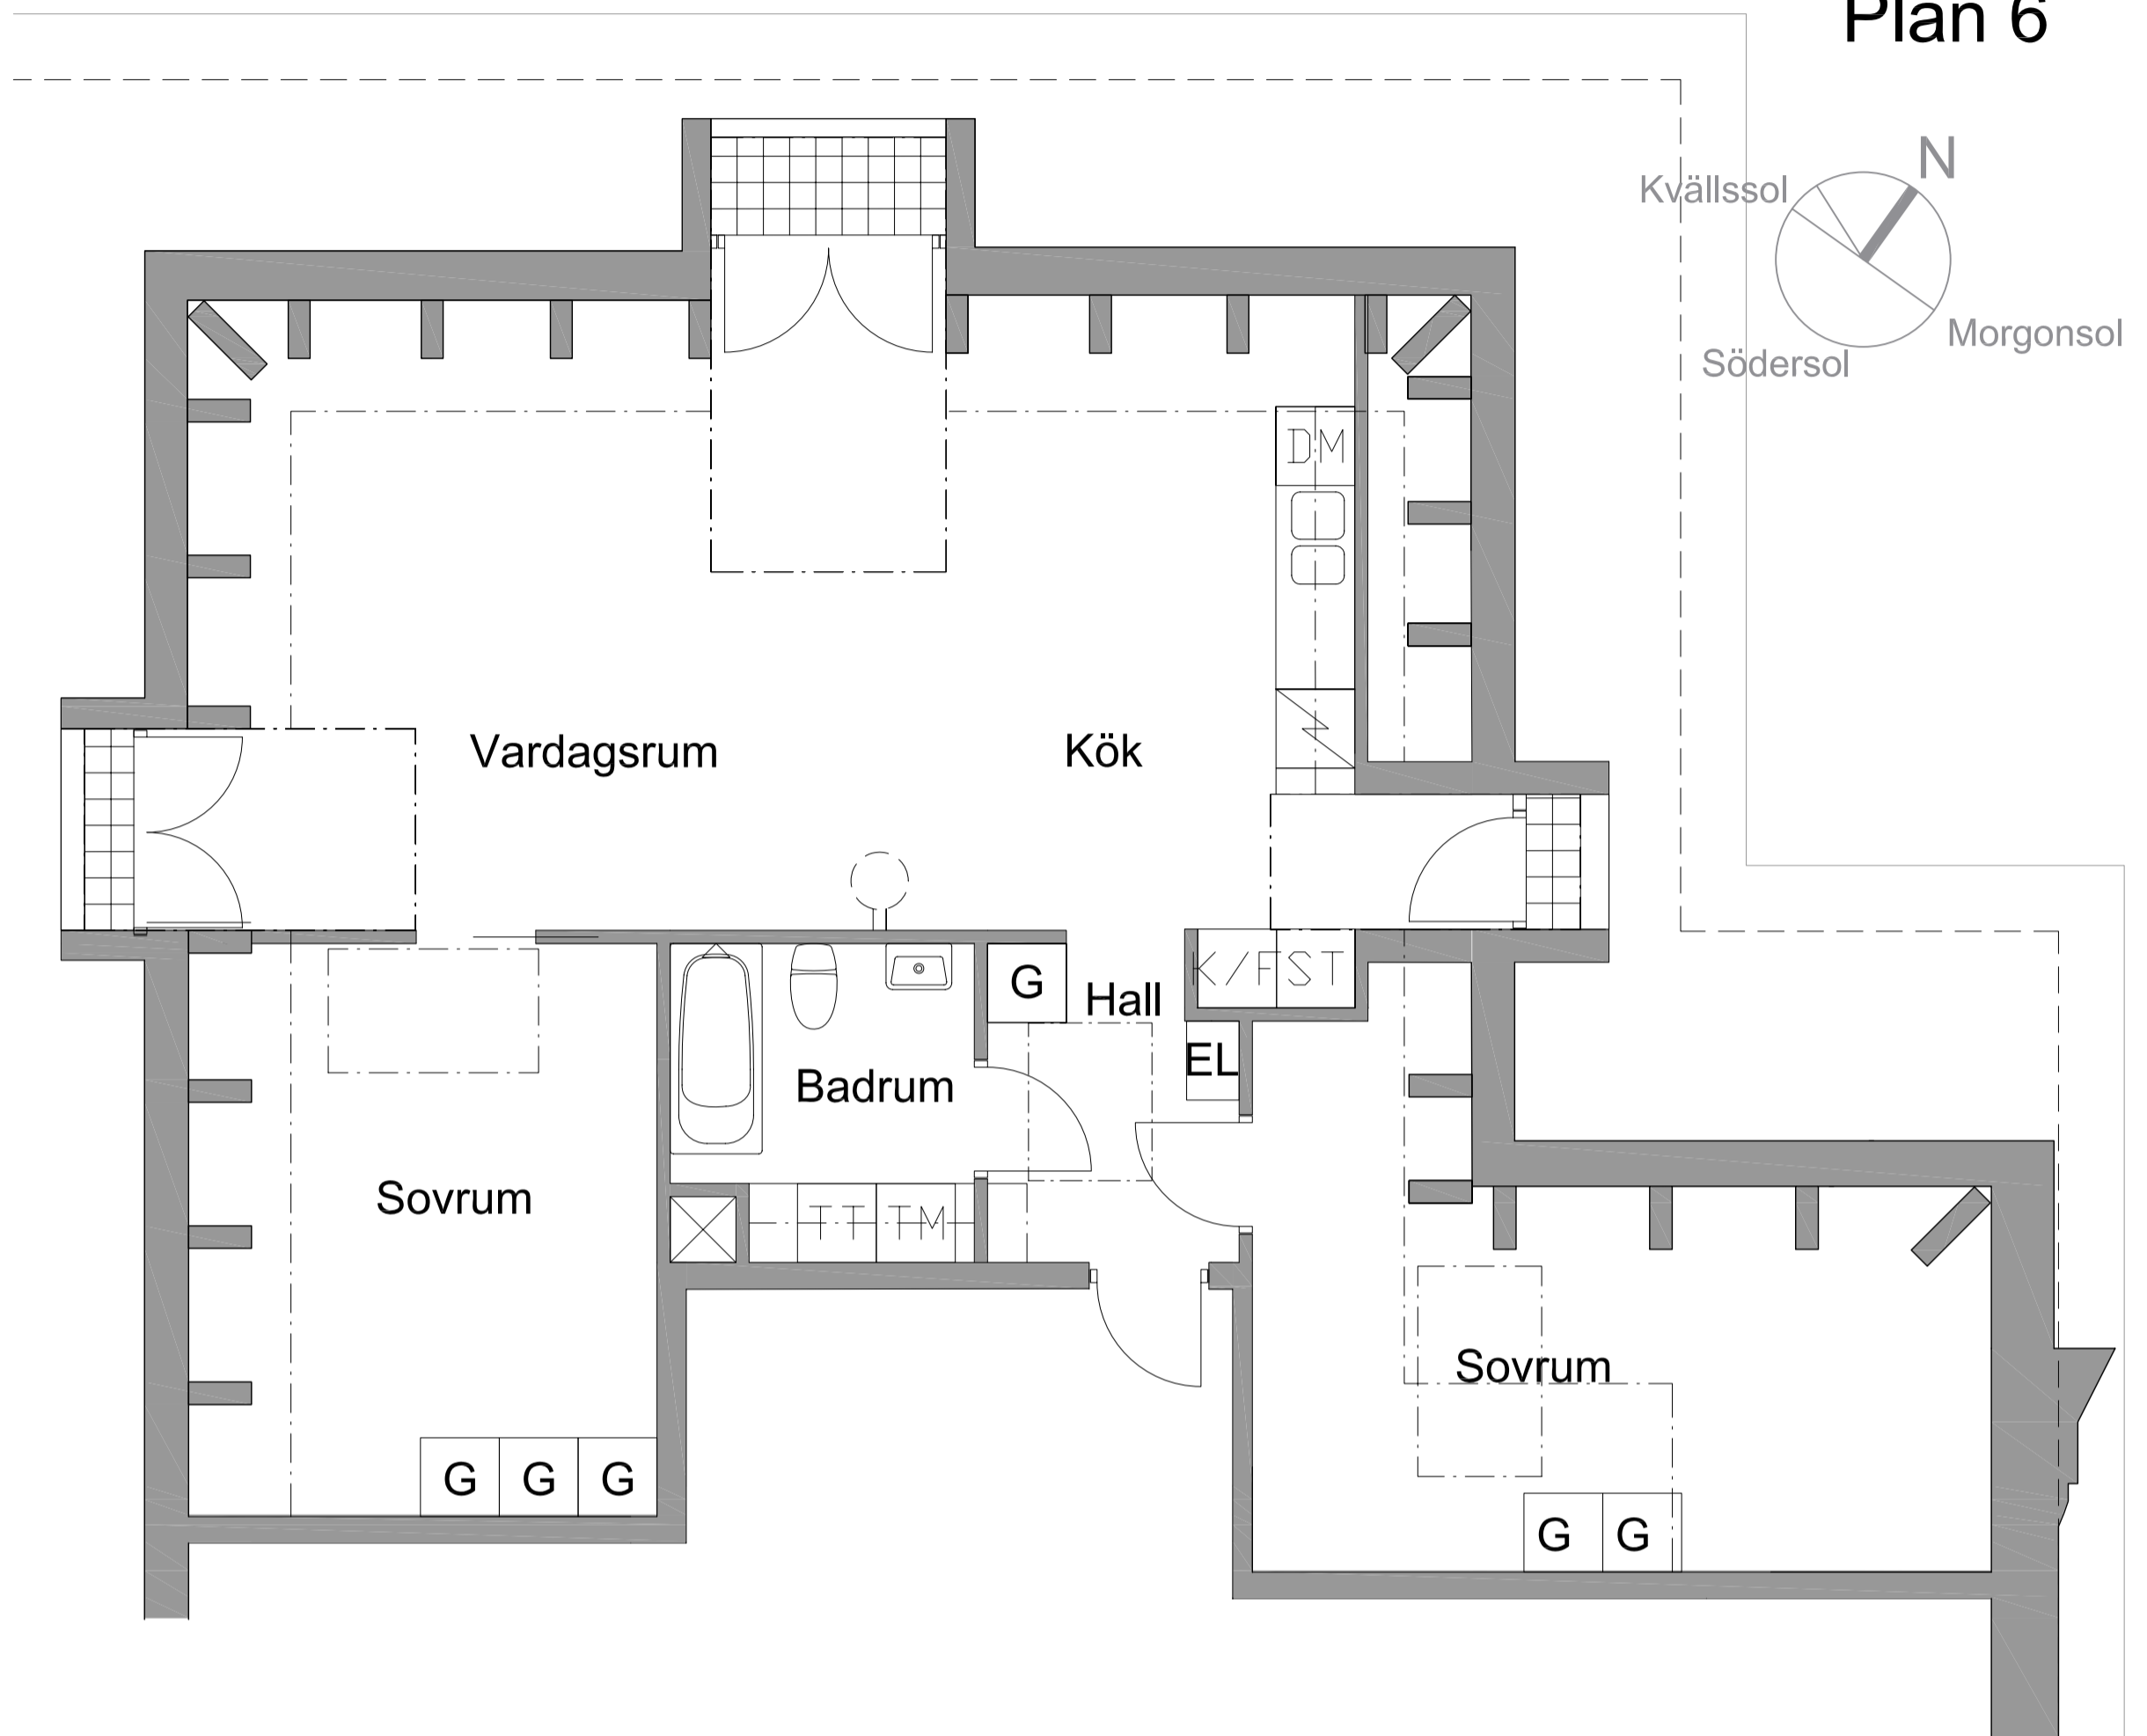 Plan 6
N
Kvällssol
Morgonsol
Södersol
DM
Vardagsrum
Kök
K/F ST
G
Hall
EL
Badrum
Sovrum
TT TM
Sovrum
G G G
G G